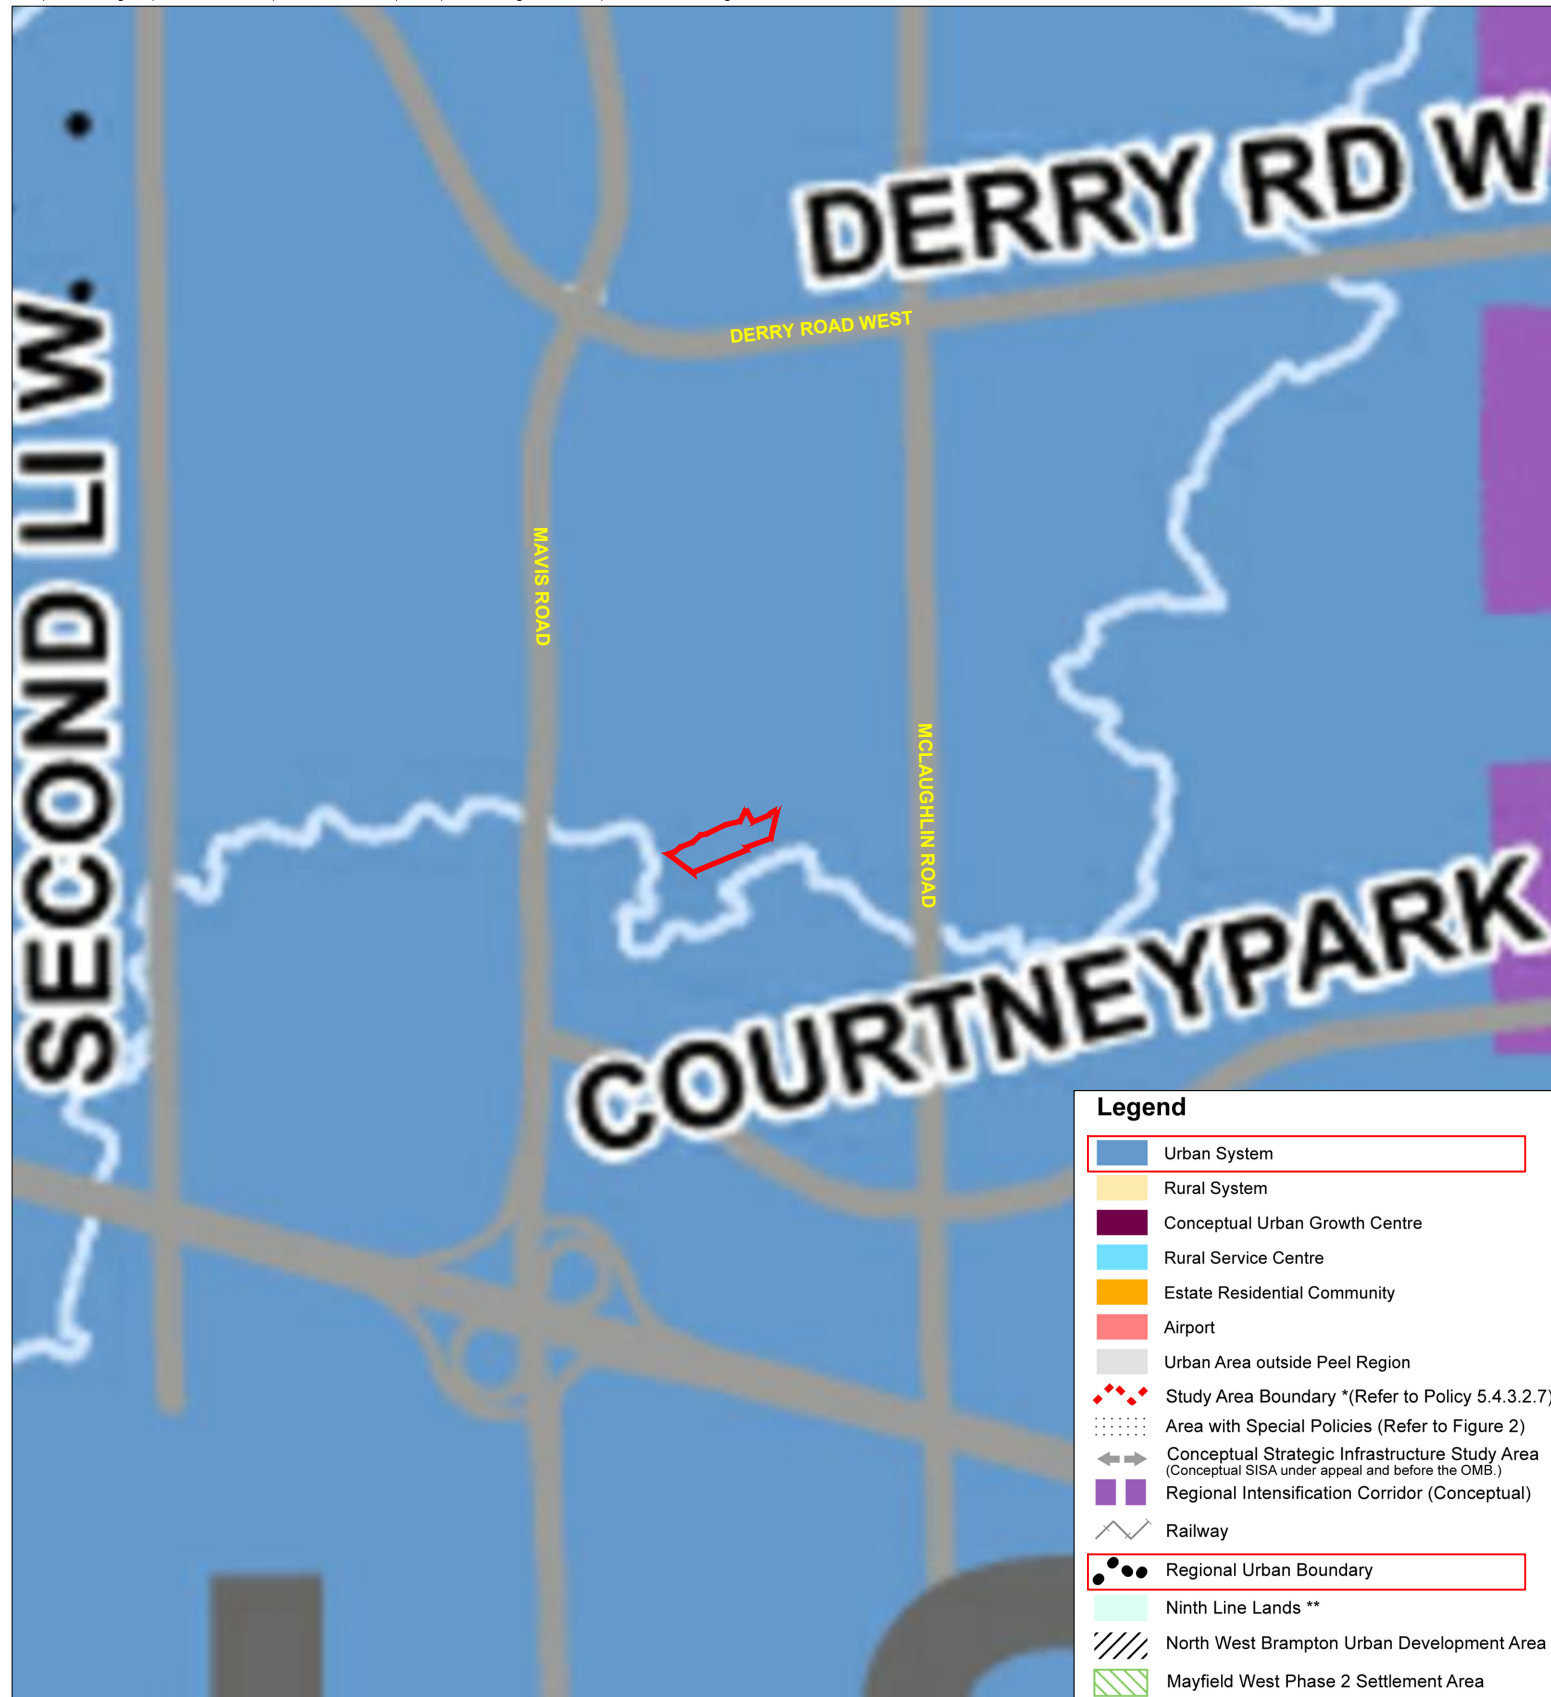 DERRY RD W
DERRY ROAD WEST
SECOND LI W.
MAVIS ROAD
MCLAUGHLIN ROAD
COURTNEYPARK
Legend
Urban System
Rural System
Conceptual Urban Growth Centre
Rural Service Centre
Estate Residential Community
Airport
Urban Area outside Peel Region
Study Area Boundary *(Refer to Policy 5.4.3.2.7)
Area with Special Policies (Refer to Figure 2)
Conceptual Strategic Infrastructure Study Area
(Conceptual SISA under appeal and before the OMB.)
Regional Intensification Corridor (Conceptual)
Railway
Regional Urban Boundary
Ninth Line Lands **
North West Brampton Urban Development Area
Mayfield West Phase 2 Settlement Area